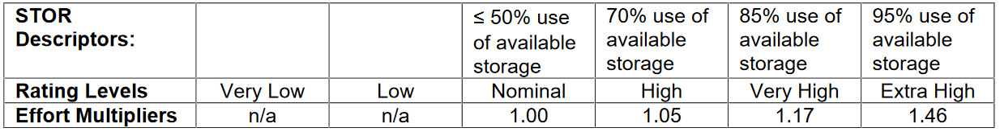 STOR Descriptors: ≤ 50% use of available storage 70% use of available storage 85% use of available storage 95% use of available storage
Rating Levels Very Low Low Nominal High Very High Extra High
Effort Multipliers n/a n/a 1.00 1.05 1.17 1.46